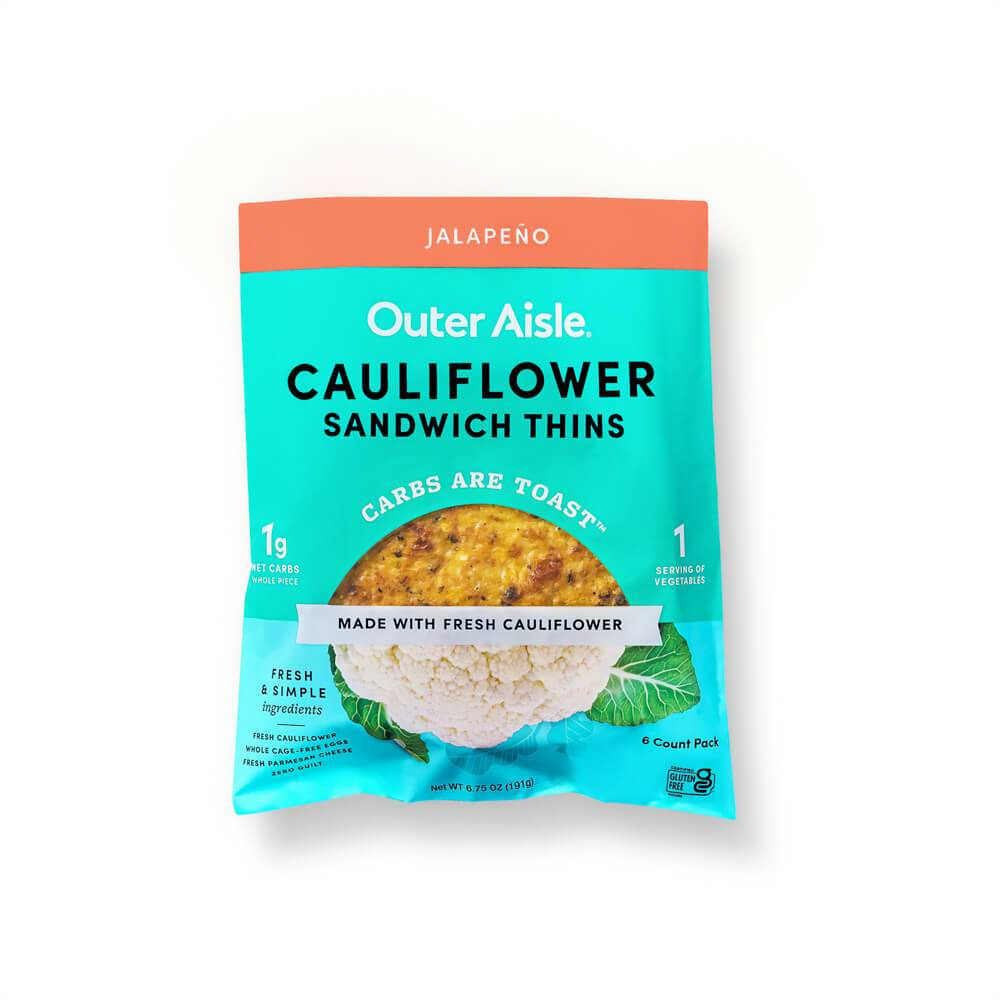 JALAPEÑO
Outer Aisle®
CAULIFLOWER
SANDWICH THINS
CARBS ARE TOAST™
1g
NET CARBS
WHOLE PIECE
1
SERVING OF
VEGETABLES
MADE WITH FRESH CAULIFLOWER
FRESH
& SIMPLE
ingredients
FRESH CAULIFLOWER
WHOLE CAGE-FREE EGGS
FRESH PARMESAN CHEESE
ZERO GUILT
6 Count Pack
Net WT 6.75 OZ (191g)
CERTIFIED
GLUTEN
FREE